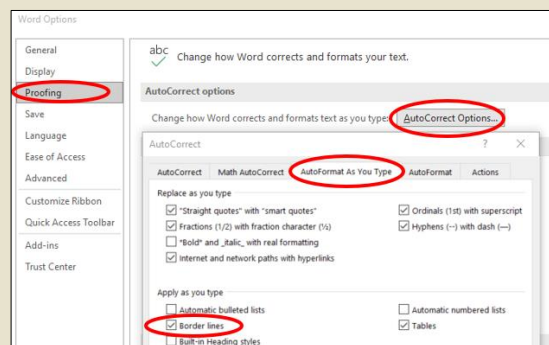 Word Options
General
Display
Proofing
Save
Language
Ease of Access
Advanced
Customize Ribbon
Quick Access Toolbar
Add-ins
Trust Center
abc
Change how Word corrects and formats your text.
AutoCorrect options
Change how Word corrects and formats text as you type: AutoCorrect Options...
AutoCorrect ? ×
AutoCorrect Math AutoCorrect AutoFormat As You Type AutoFormat Actions
Replace as you type
"Straight quotes" with "smart quotes" Ordinals (1st) with superscript
Fractions (1/2) with fraction character (½) Hyphens (--) with dash (—)
*Bold* and _italic_ with real formatting
Internet and network paths with hyperlinks
Apply as you type
Automatic bulleted lists Automatic numbered lists
Border lines Tables
Built-in Heading styles